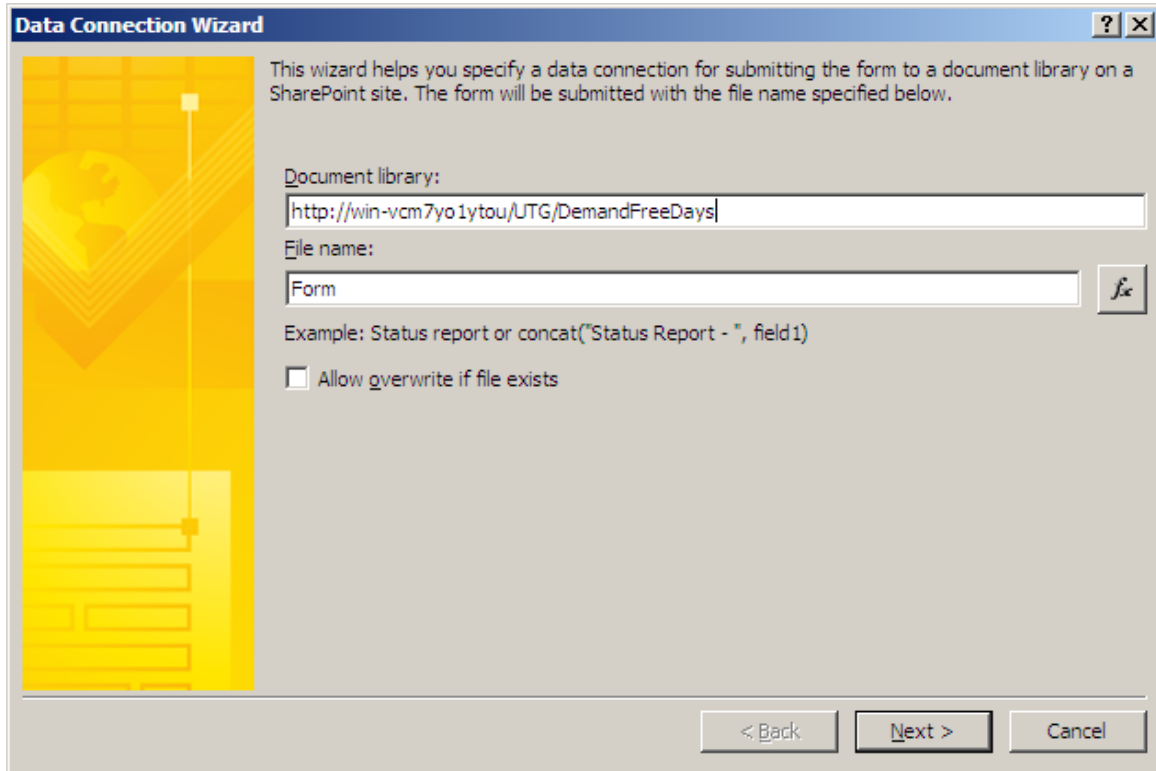 Data Connection Wizard
? X
This wizard helps you specify a data connection for submitting the form to a document library on a
SharePoint site. The form will be submitted with the file name specified below.
Document library:
http://win-vcm7yo1ytou/UTG/DemandFreeDays
File name:
Form
fx
Example: Status report or concat("Status Report - ", field1)
Allow overwrite if file exists
< Back
Next >
Cancel